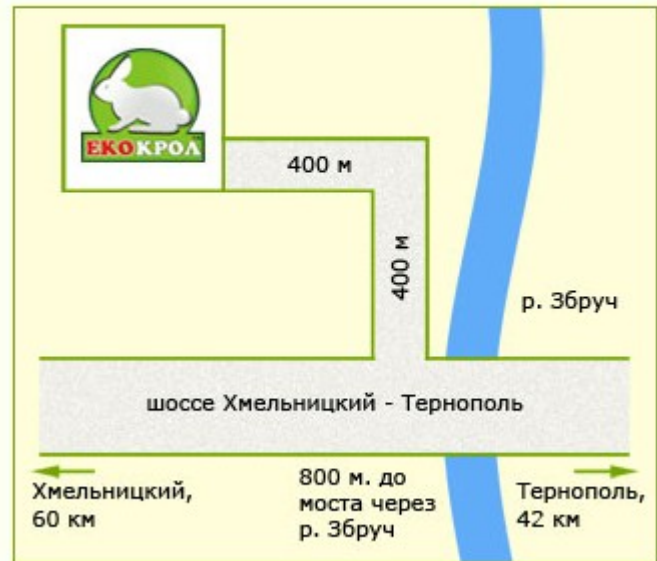 ЕКОКРОЛ
400 м
400 м
р. Збруч
шоссе Хмельницкий - Тернополь
Хмельницкий,
60 км
800 м. до
моста через
р. Збруч
Тернополь,
42 км